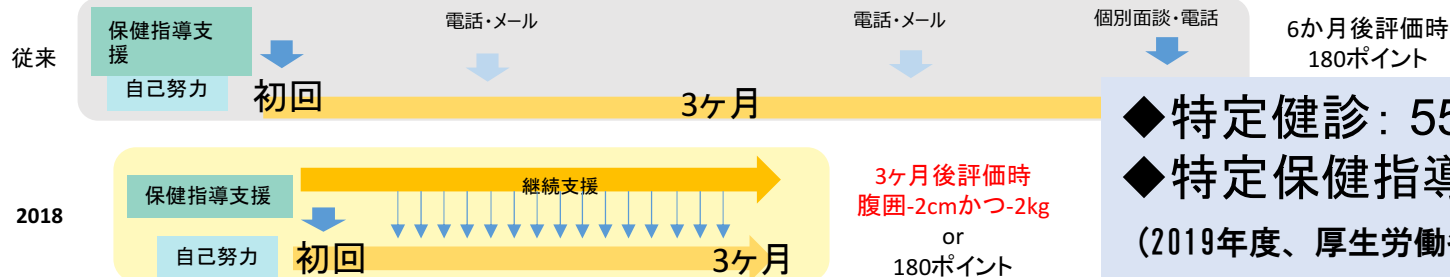 電話・メール
電話・メール
個別面談・電話
従来
保健指導支
援
6か月後評価時
180ポイント
自己努力
初回
3ケ月
◆特定健診: 55
◆特定保健指導
継続支援
保健指導支援
3ケ月後評価時
腹囲-2cmかつ-2kg
2018
or
180ポイント
自己努力
初回
3ケ月
(2019年度、厚生労働